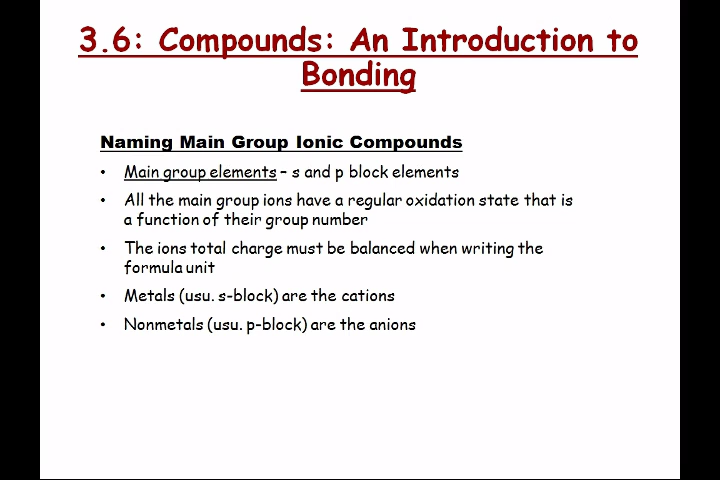 3.6: Compounds: An Introduction to
Bonding
Naming Main Group Ionic Compounds
• Main group elements – s and p block elements
• All the main group ions have a regular oxidation state that is
a function of their group number
• The ions total charge must be balanced when writing the
formula unit
• Metals (usu. s-block) are the cations
• Nonmetals (usu. p-block) are the anions